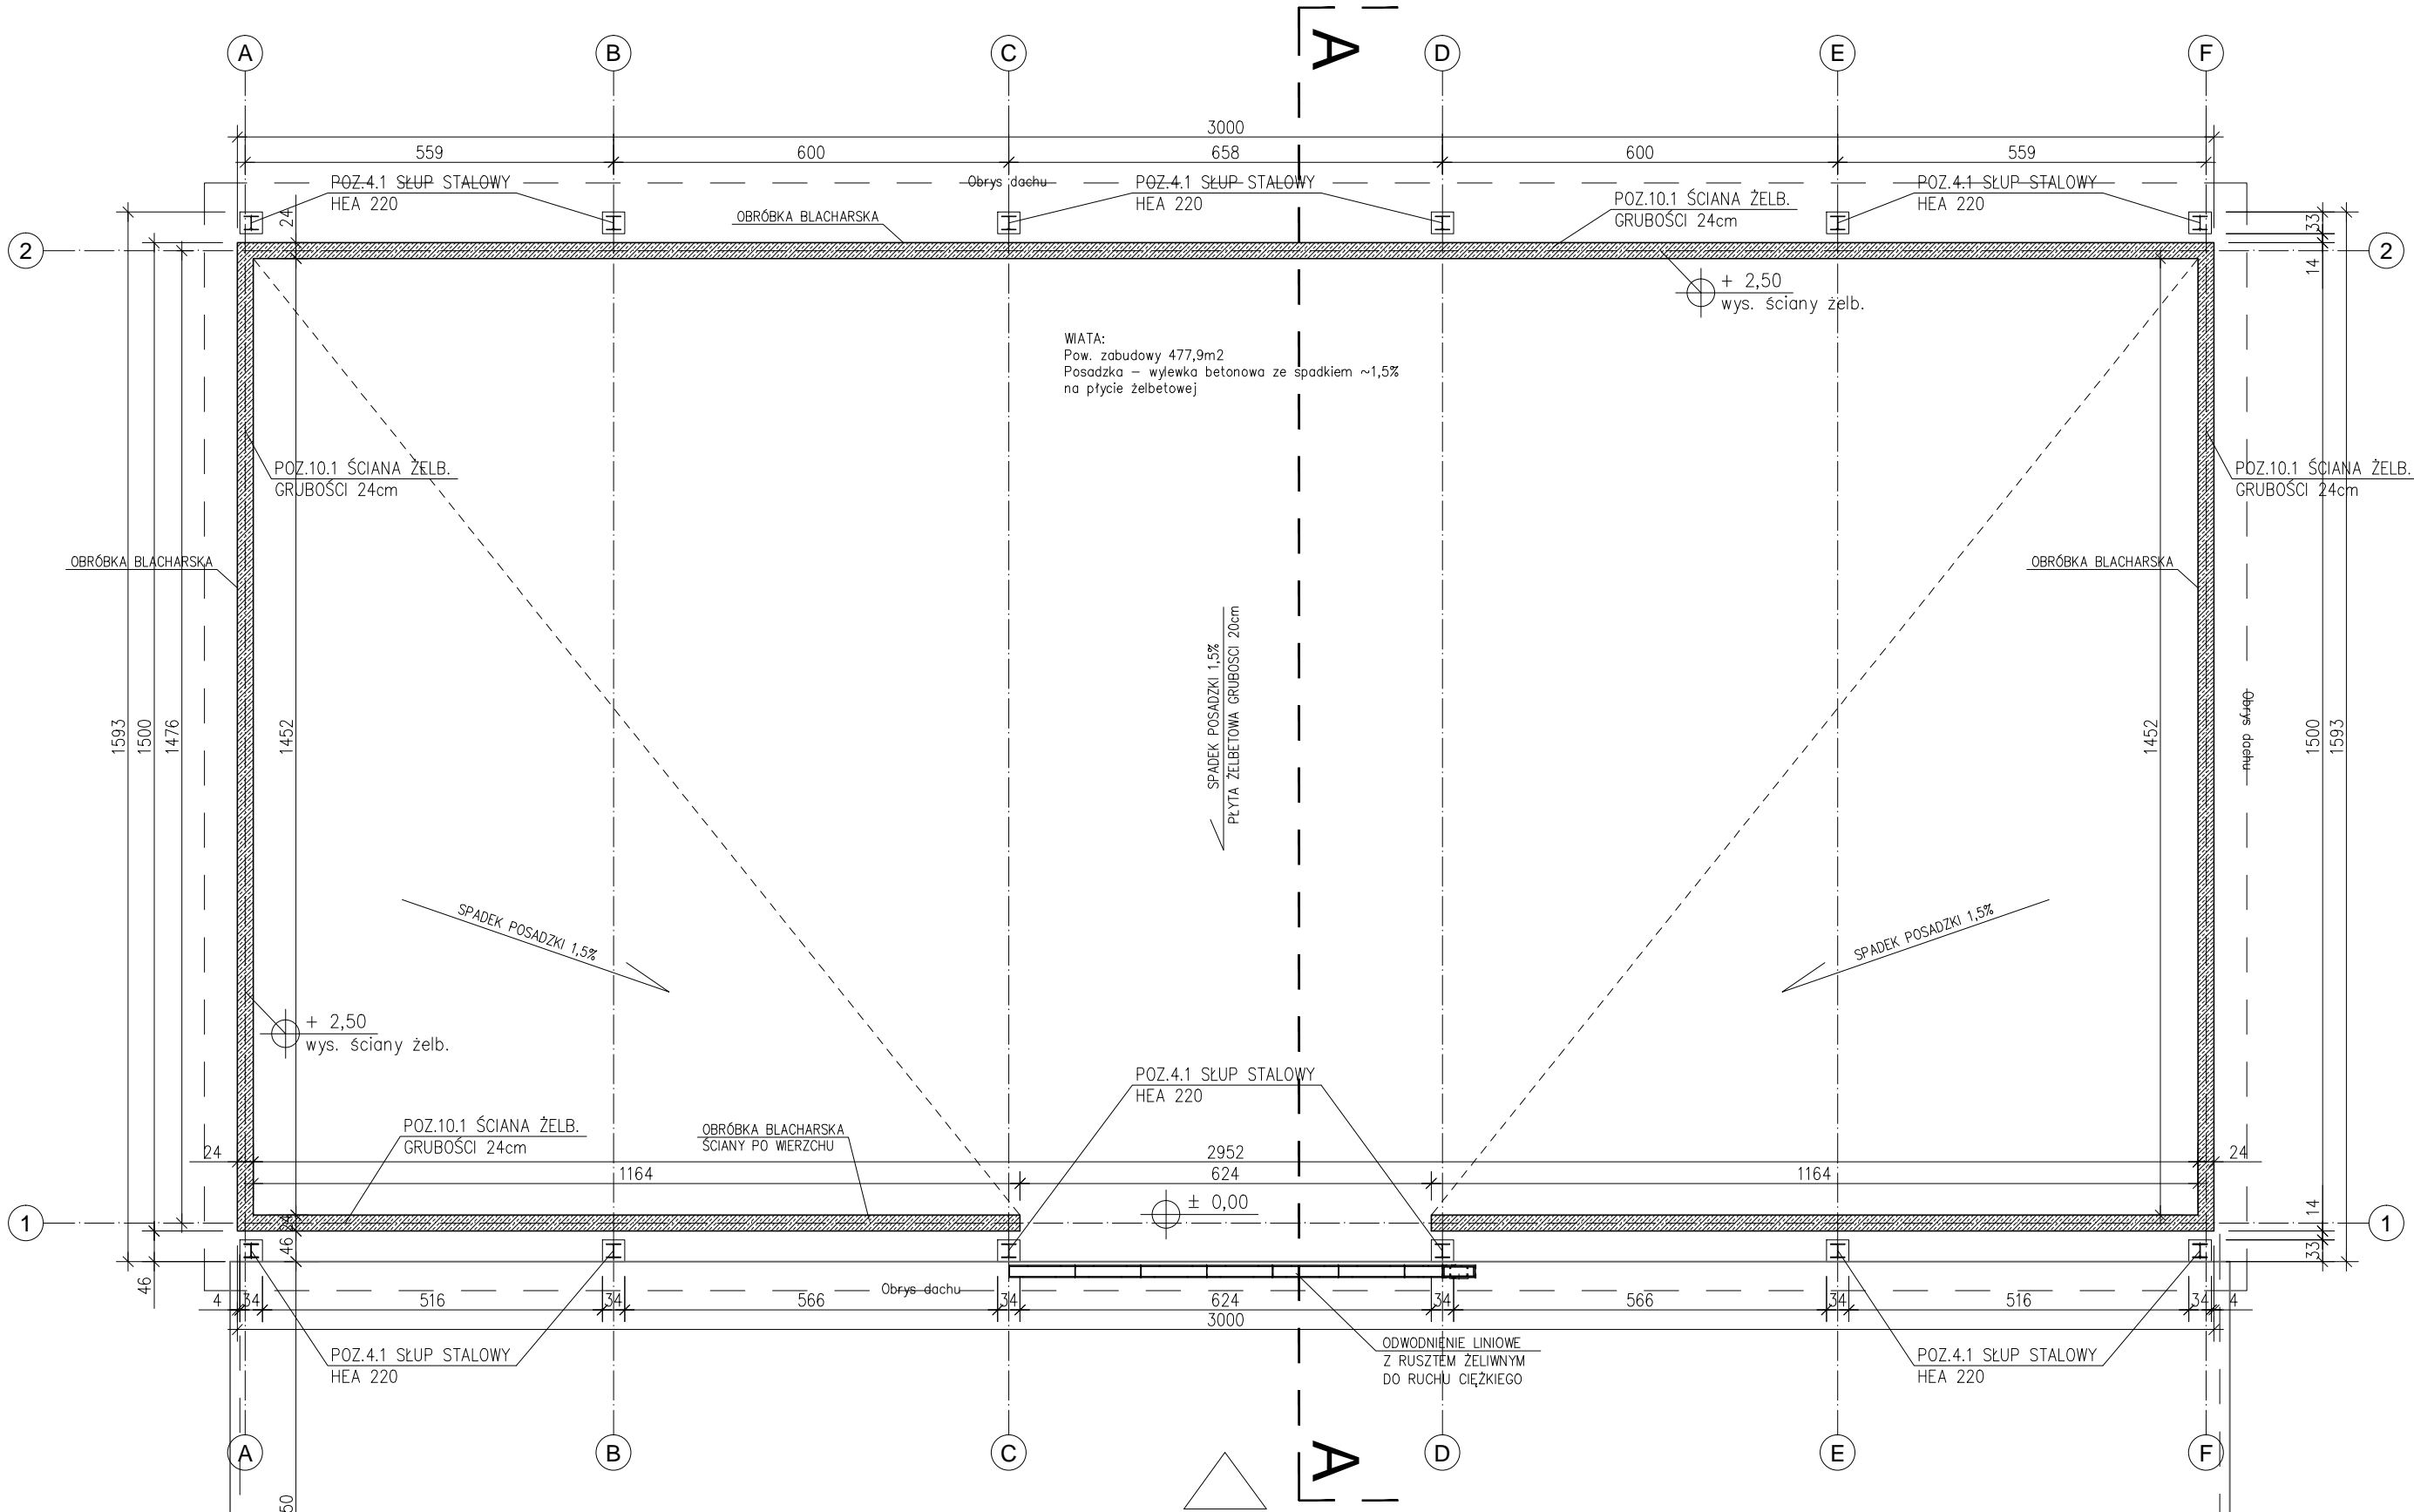 A
A B C D E F
3000
559 600 658 600 559
Obrys dachu
POZ.4.1 SŁUP STALOWY
HEA 220
POZ.4.1 SŁUP STALOWY
HEA 220
POZ.4.1 SŁUP STALOWY
HEA 220
24
OBRÓBKA BLACHARSKA
POZ.10.1 ŚCIANA ŻELB.
GRUBOŚCI 24cm
33
14
2
2
+ 2,50
wys. ściany żelb.
WIATA:
Pow. zabudowy 477,9m2
Posadzka – wylewka betonowa ze spadkiem ~1,5%
na płycie żelbetowej
POZ.10.1 ŚCIANA ŻELB.
GRUBOŚCI 24cm
POZ.10.1 ŚCIANA ŻELB.
GRUBOŚCI 24cm
OBRÓBKA BLACHARSKA
OBRÓBKA BLACHARSKA
1593
1500
1476
1452
SPADEK POSADZKI 1,5%
PŁYTA ŻELBETOWA GRUBOSCI 20cm
1452
Obrys dachu
1500
1593
SPADEK POSADZKI 1,5%
SPADEK POSADZKI 1,5%
+ 2,50
wys. ściany żelb.
POZ.4.1 SŁUP STALOWY
HEA 220
POZ.10.1 ŚCIANA ŻELB.
GRUBOŚCI 24cm
OBRÓBKA BLACHARSKA
ŚCIANY PO WIERZCHU
24 2952 24
1164 624 1164
± 0,00
1
1
24
46
46
14
33
Obrys dachu
4 34 516 34 566 34 624 34 566 34 516 34 4
3000
POZ.4.1 SŁUP STALOWY
HEA 220
ODWODNIENIE LINIOWE
Z RUSZTEM ŻELIWNYM
DO RUCHU CIĘŻKIEGO
POZ.4.1 SŁUP STALOWY
HEA 220
A B C D E F
A
50